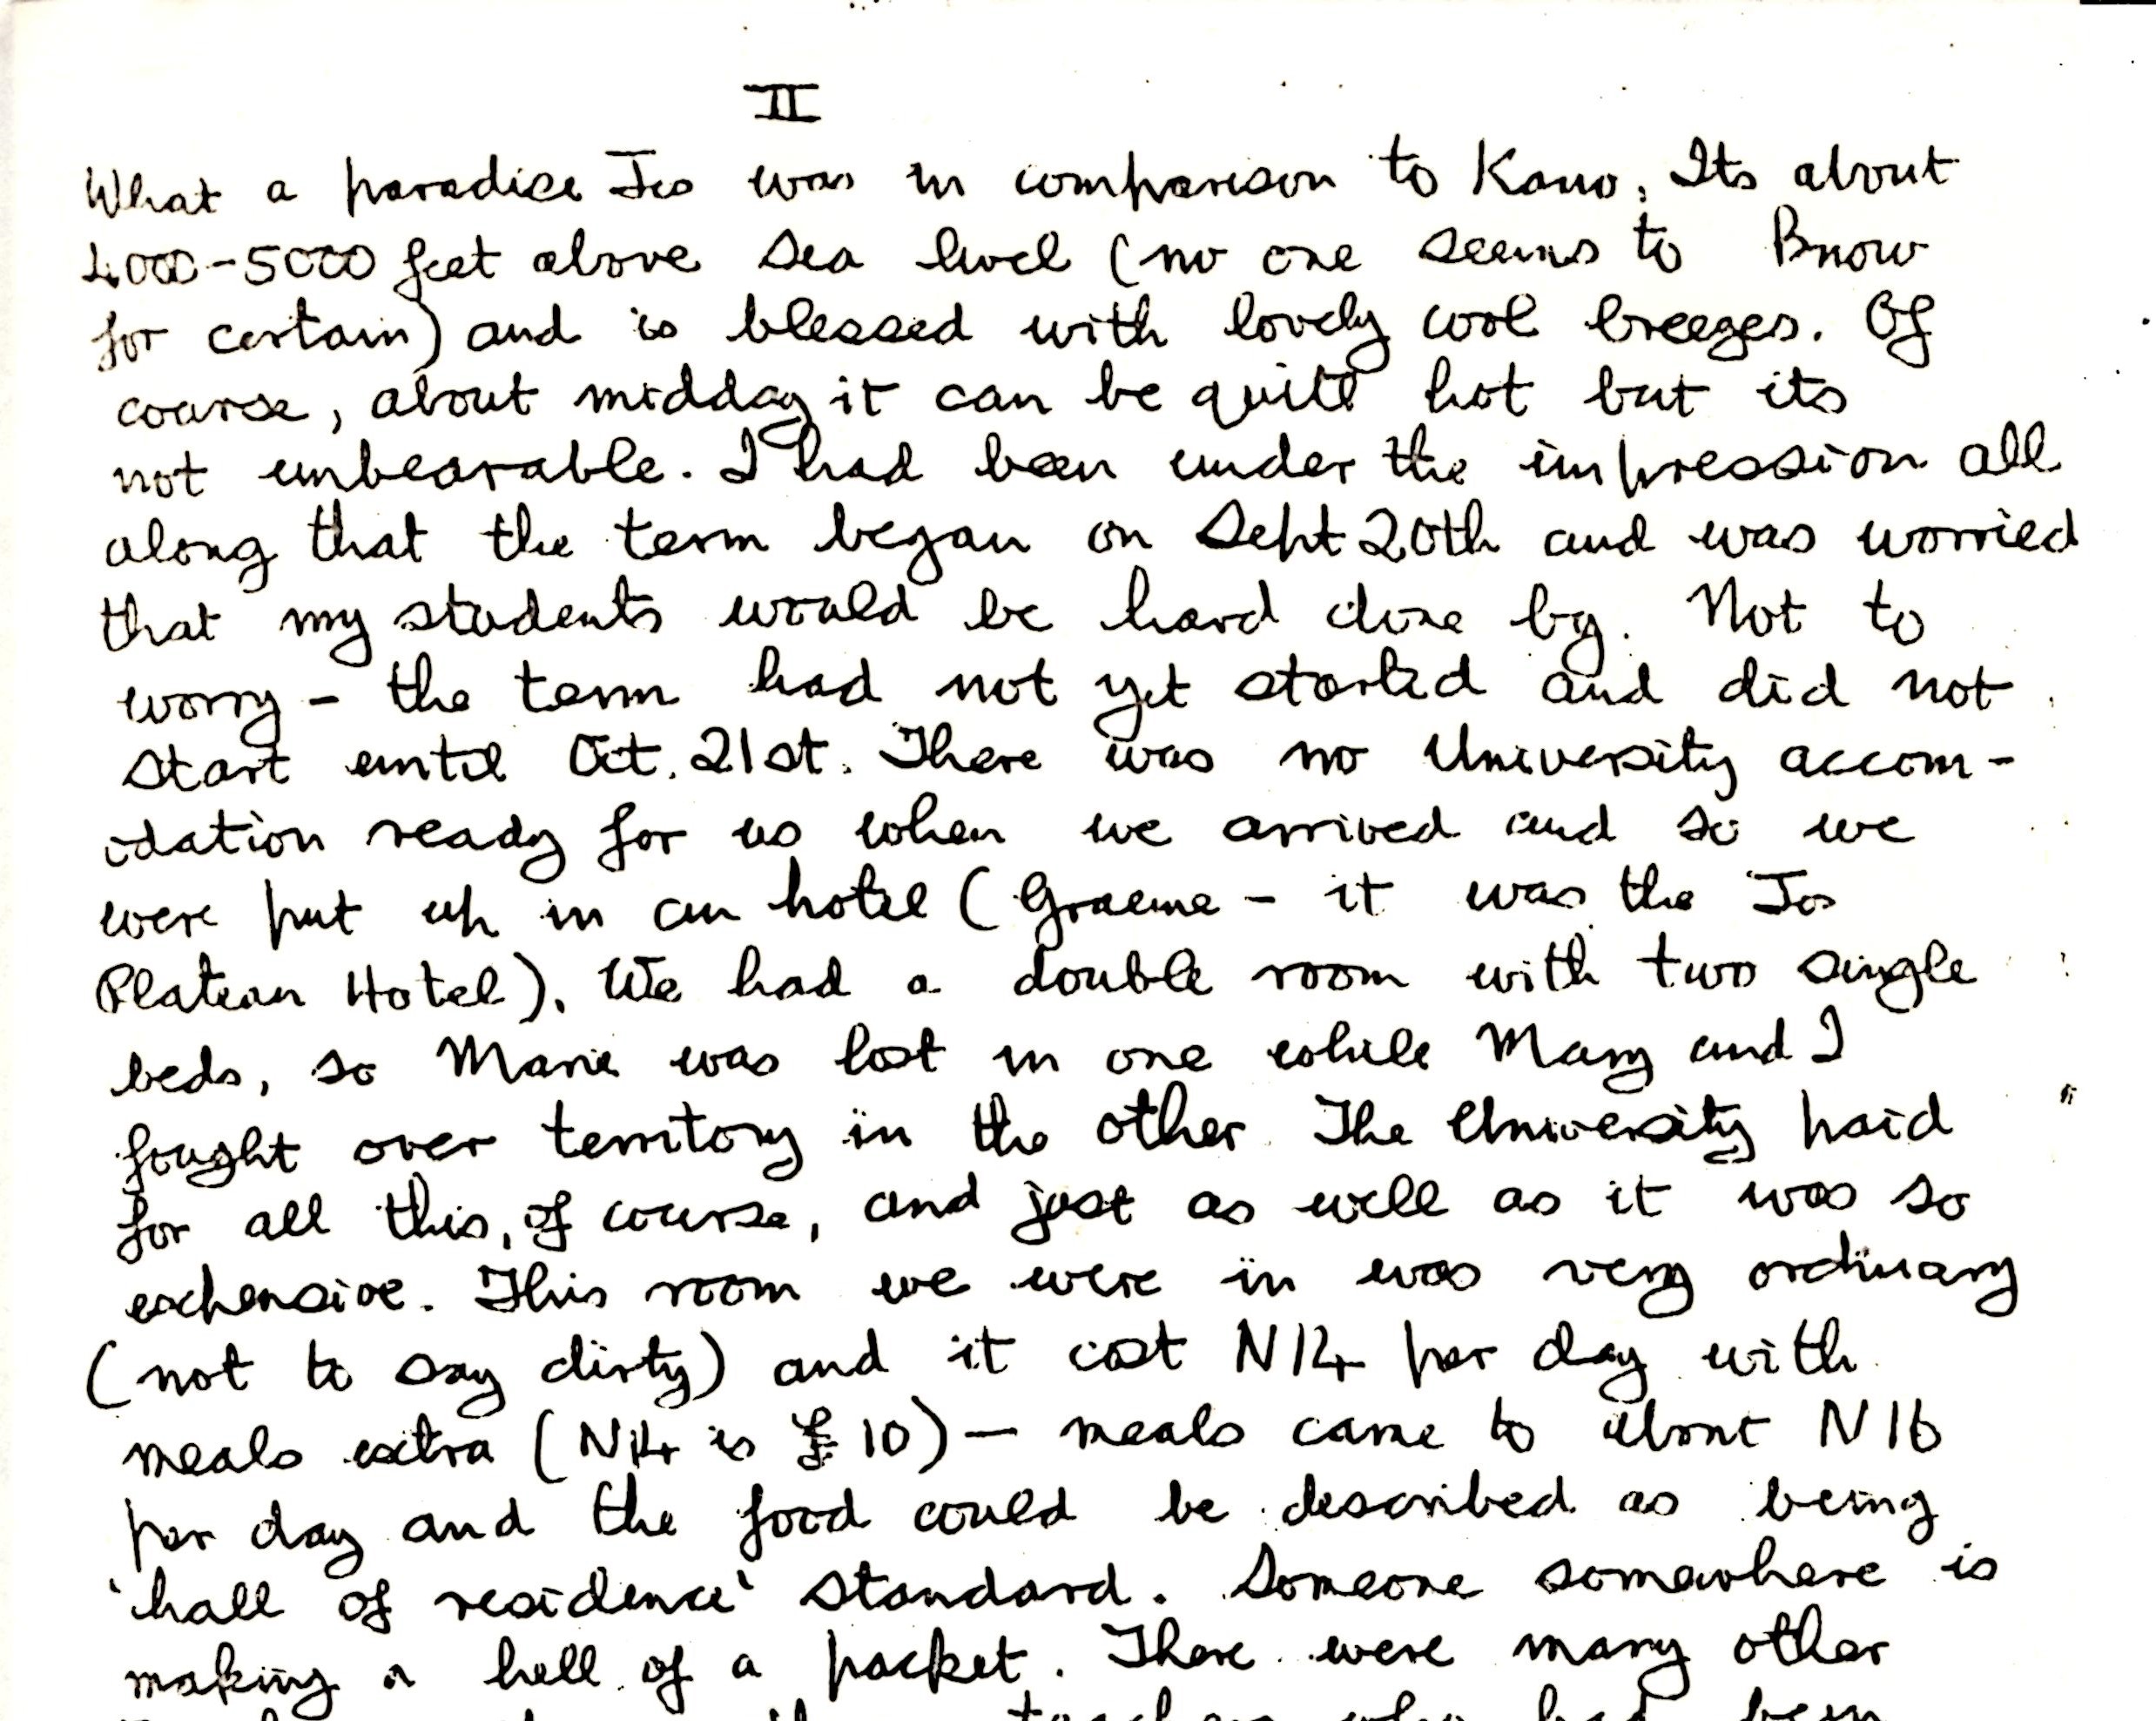 II
What a paradise Jos was in comparison to Kano. Its about
4000-5000 feet above sea level (no one seems to know
for certain) and is blessed with lovely cool breezes. Of
course, about midday it can be quite hot but its
not unbearable. I had been under the impression all
along that the term began on Sept 20th and was worried
that my students would be hard done by. Not to
worry - the term had not yet started and did not
start until Oct. 21st. There was no University accom-
odation ready for us when we arrived and so we
were put up in an hotel (Graeme - it was the Jos
Plateau Hotel). We had a double room with two single
beds, so Marie was lost in one while Mary and I
fought over territory in the other. The University paid
for all this, of course, and just as well as it was so
expensive. This room we were in was very ordinary
(not to say dirty) and it cost N14 per day with
meals extra (N14 is £10) - meals came to about N16
per day and the food could be described as being
'hall of residence' standard. Someone somewhere is
making a hell of a packet. There were many other
teachers who had been